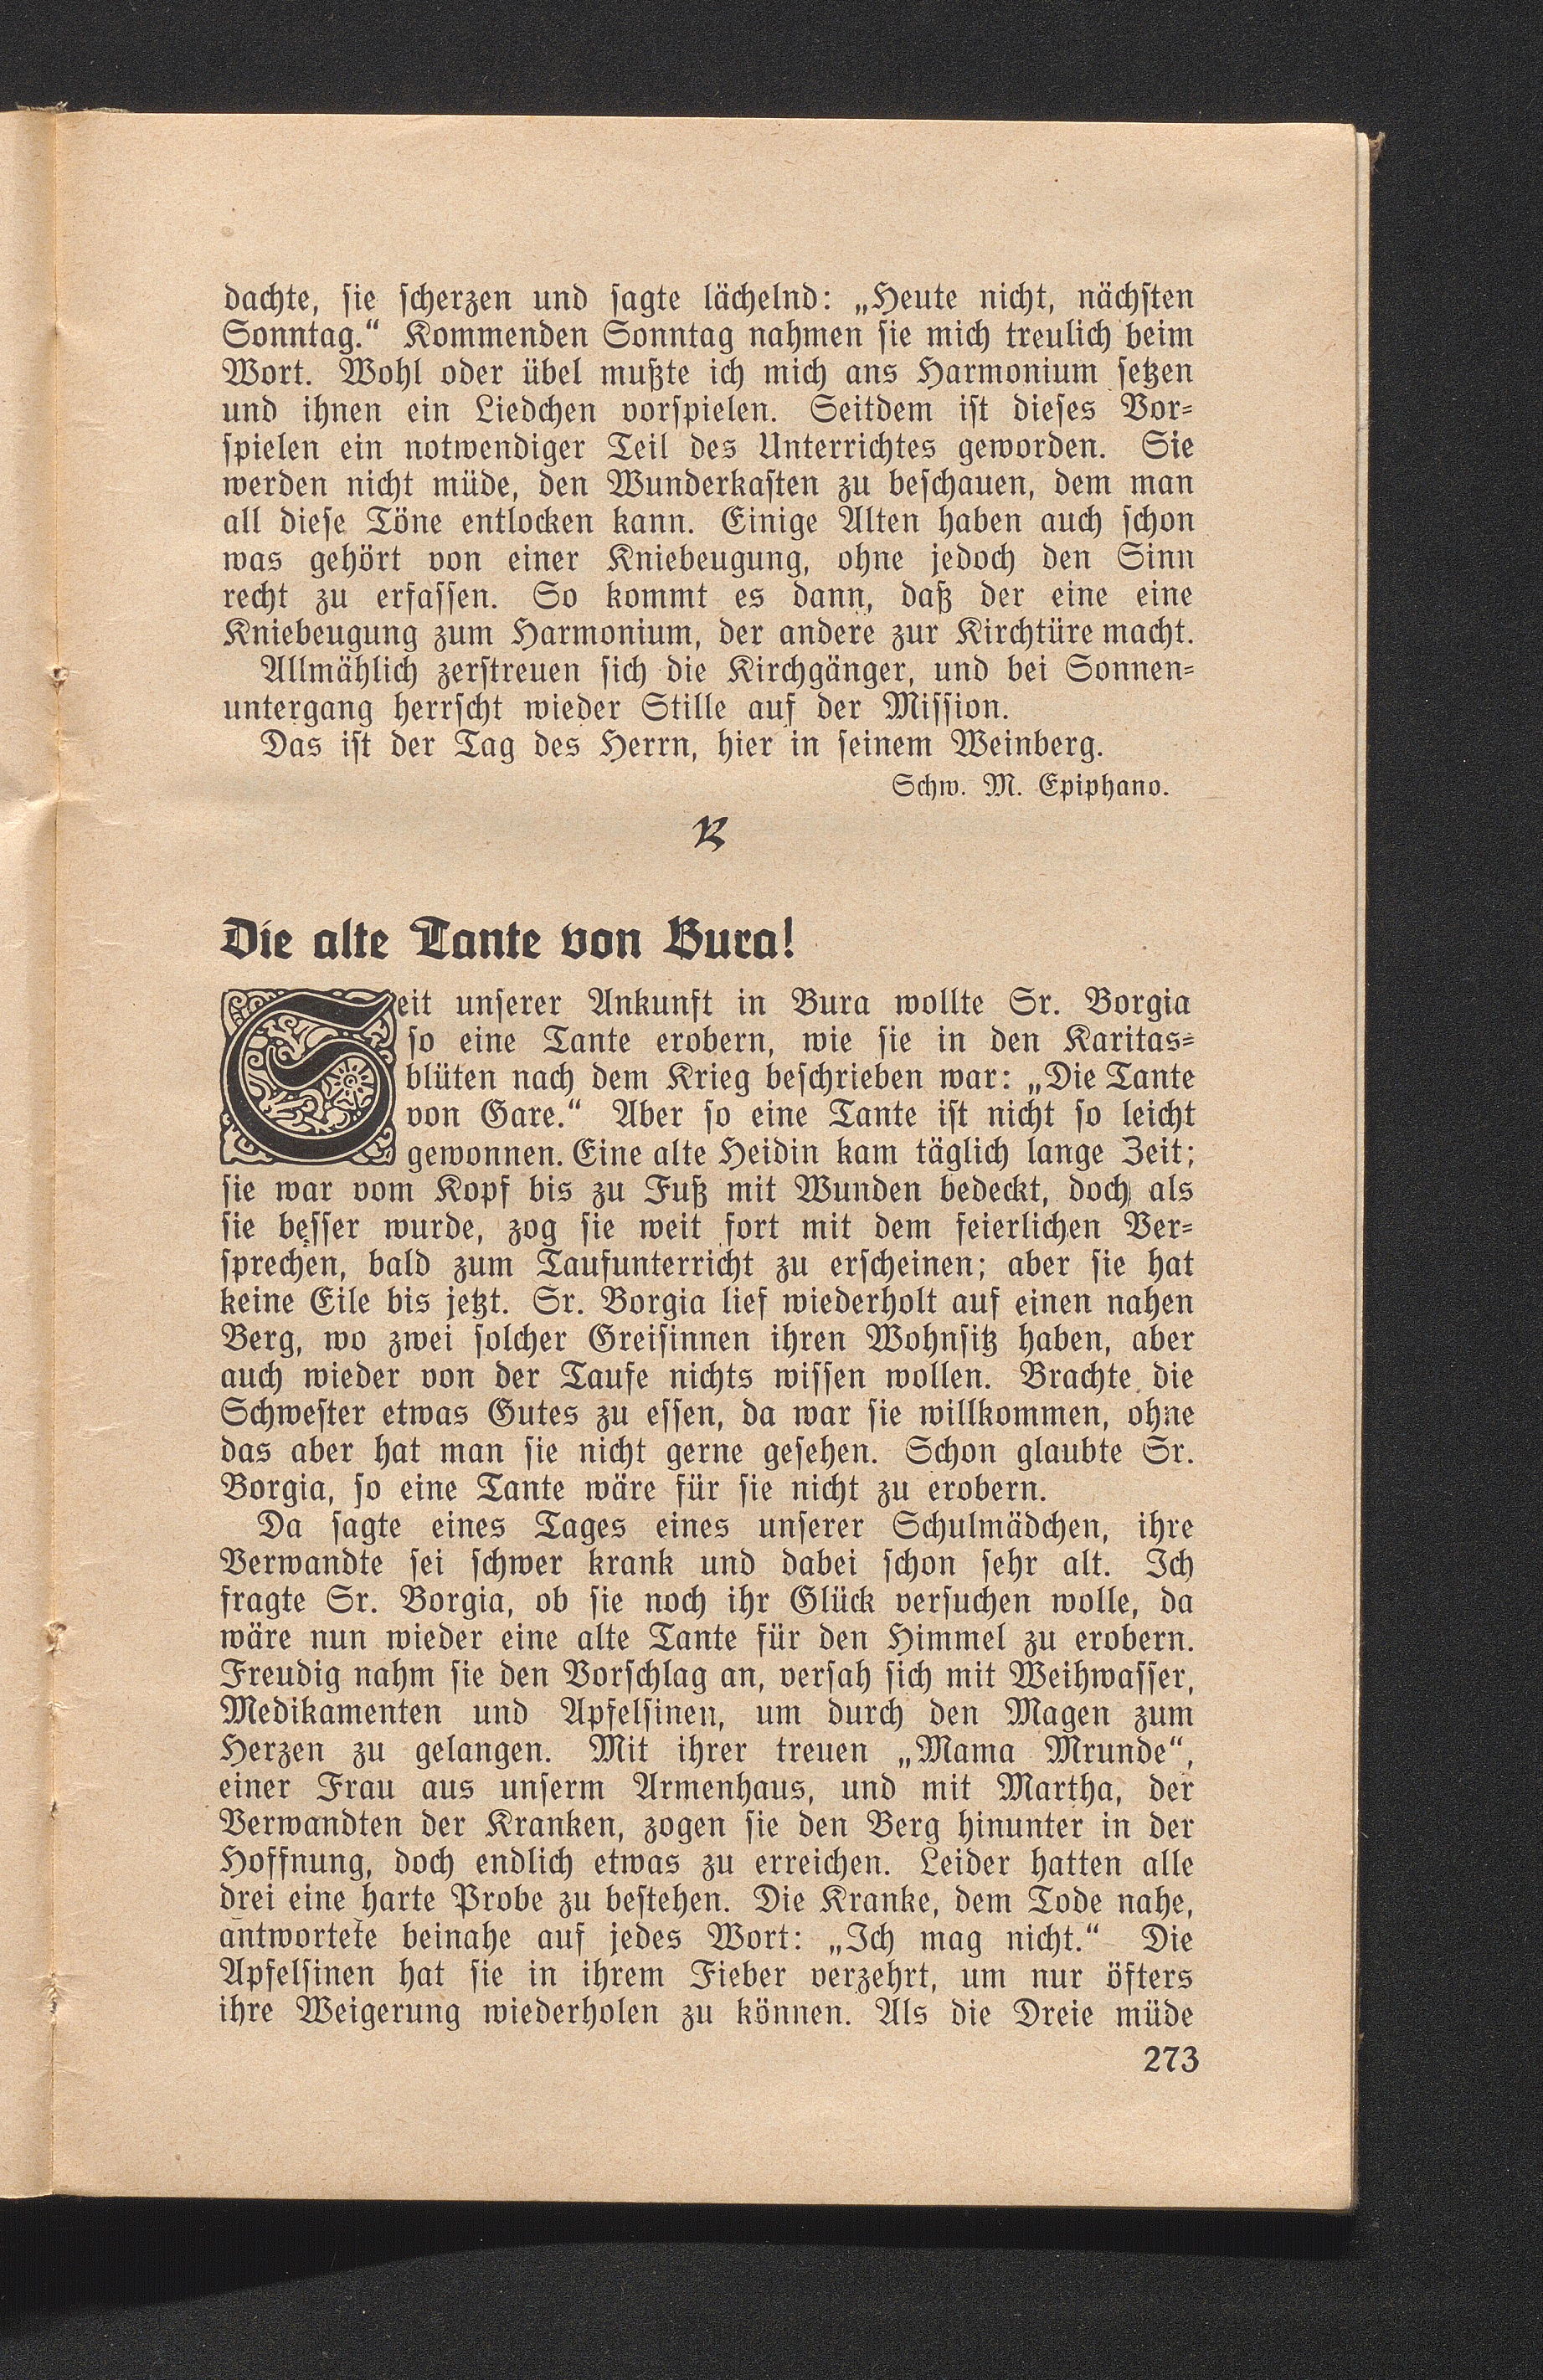 dachte, sie scherzen und sagte lächelnd: „Heute nicht, nächsten
Sonntag.“ Kommenden Sonntag nahmen sie mich treulich beim
Wort. Wohl oder übel mußte ich mich ans Harmonium setzen
und ihnen ein Liedchen vorspielen. Seitdem ist dieses Vor-
spielen ein notwendiger Teil des Unterrichtes geworden. Sie
werden nicht müde, den Wunderkasten zu beschauen, dem man
all diese Töne entlocken kann. Einige Alten haben auch schon
was gehört von einer Kniebeugung, ohne jedoch den Sinn
recht zu erfassen. So kommt es dann, daß der eine eine
Kniebeugung zum Harmonium, der andere zur Kirchtüre macht.
Allmählich zerstreuen sich die Kirchgänger, und bei Sonnen-
untergang herrscht wieder Stille auf der Mission.
Das ist der Tag des Herrn, hier in seinem Weinberg.
Schw. M. Epiphano.
Die alte Tante von Bura!
Seit unserer Ankunft in Bura wollte Sr. Borgia
so eine Tante erobern, wie sie in den Karitas-
blüten nach dem Krieg beschrieben war: „Die Tante
von Gare.“ Aber so eine Tante ist nicht so leicht
gewonnen. Eine alte Heidin kam täglich lange Zeit;
sie war vom Kopf bis zu Fuß mit Wunden bedeckt, doch als
sie besser wurde, zog sie weit fort mit dem feierlichen Ver-
sprechen, bald zum Taufunterricht zu erscheinen; aber sie hat
keine Eile bis jetzt. Sr. Borgia lief wiederholt auf einen nahen
Berg, wo zwei solcher Greisinnen ihren Wohnsitz haben, aber
auch wieder von der Taufe nichts wissen wollen. Brachte die
Schwester etwas Gutes zu essen, da war sie willkommen, ohne
das aber hat man sie nicht gerne gesehen. Schon glaubte Sr.
Borgia, so eine Tante wäre für sie nicht zu erobern.
Da sagte eines Tages eines unserer Schulmädchen, ihre
Verwandte sei schwer krank und dabei schon sehr alt. Ich
fragte Sr. Borgia, ob sie noch ihr Glück versuchen wolle, da
wäre nun wieder eine alte Tante für den Himmel zu erobern.
Freudig nahm sie den Vorschlag an, versah sich mit Weihwasser,
Medikamenten und Apfelsinen, um durch den Magen zum
Herzen zu gelangen. Mit ihrer treuen „Mama Mrunde“,
einer Frau aus unserm Armenhaus, und mit Martha, der
Verwandten der Kranken, zogen sie den Berg hinunter in der
Hoffnung, doch endlich etwas zu erreichen. Leider hatten alle
drei eine harte Probe zu bestehen. Die Kranke, dem Tode nahe,
antwortete beinahe auf jedes Wort: „Ich mag nicht.“ Die
Apfelsinen hat sie in ihrem Fieber verzehrt, um nur öfters
ihre Weigerung wiederholen zu können. Als die Dreie müde
273